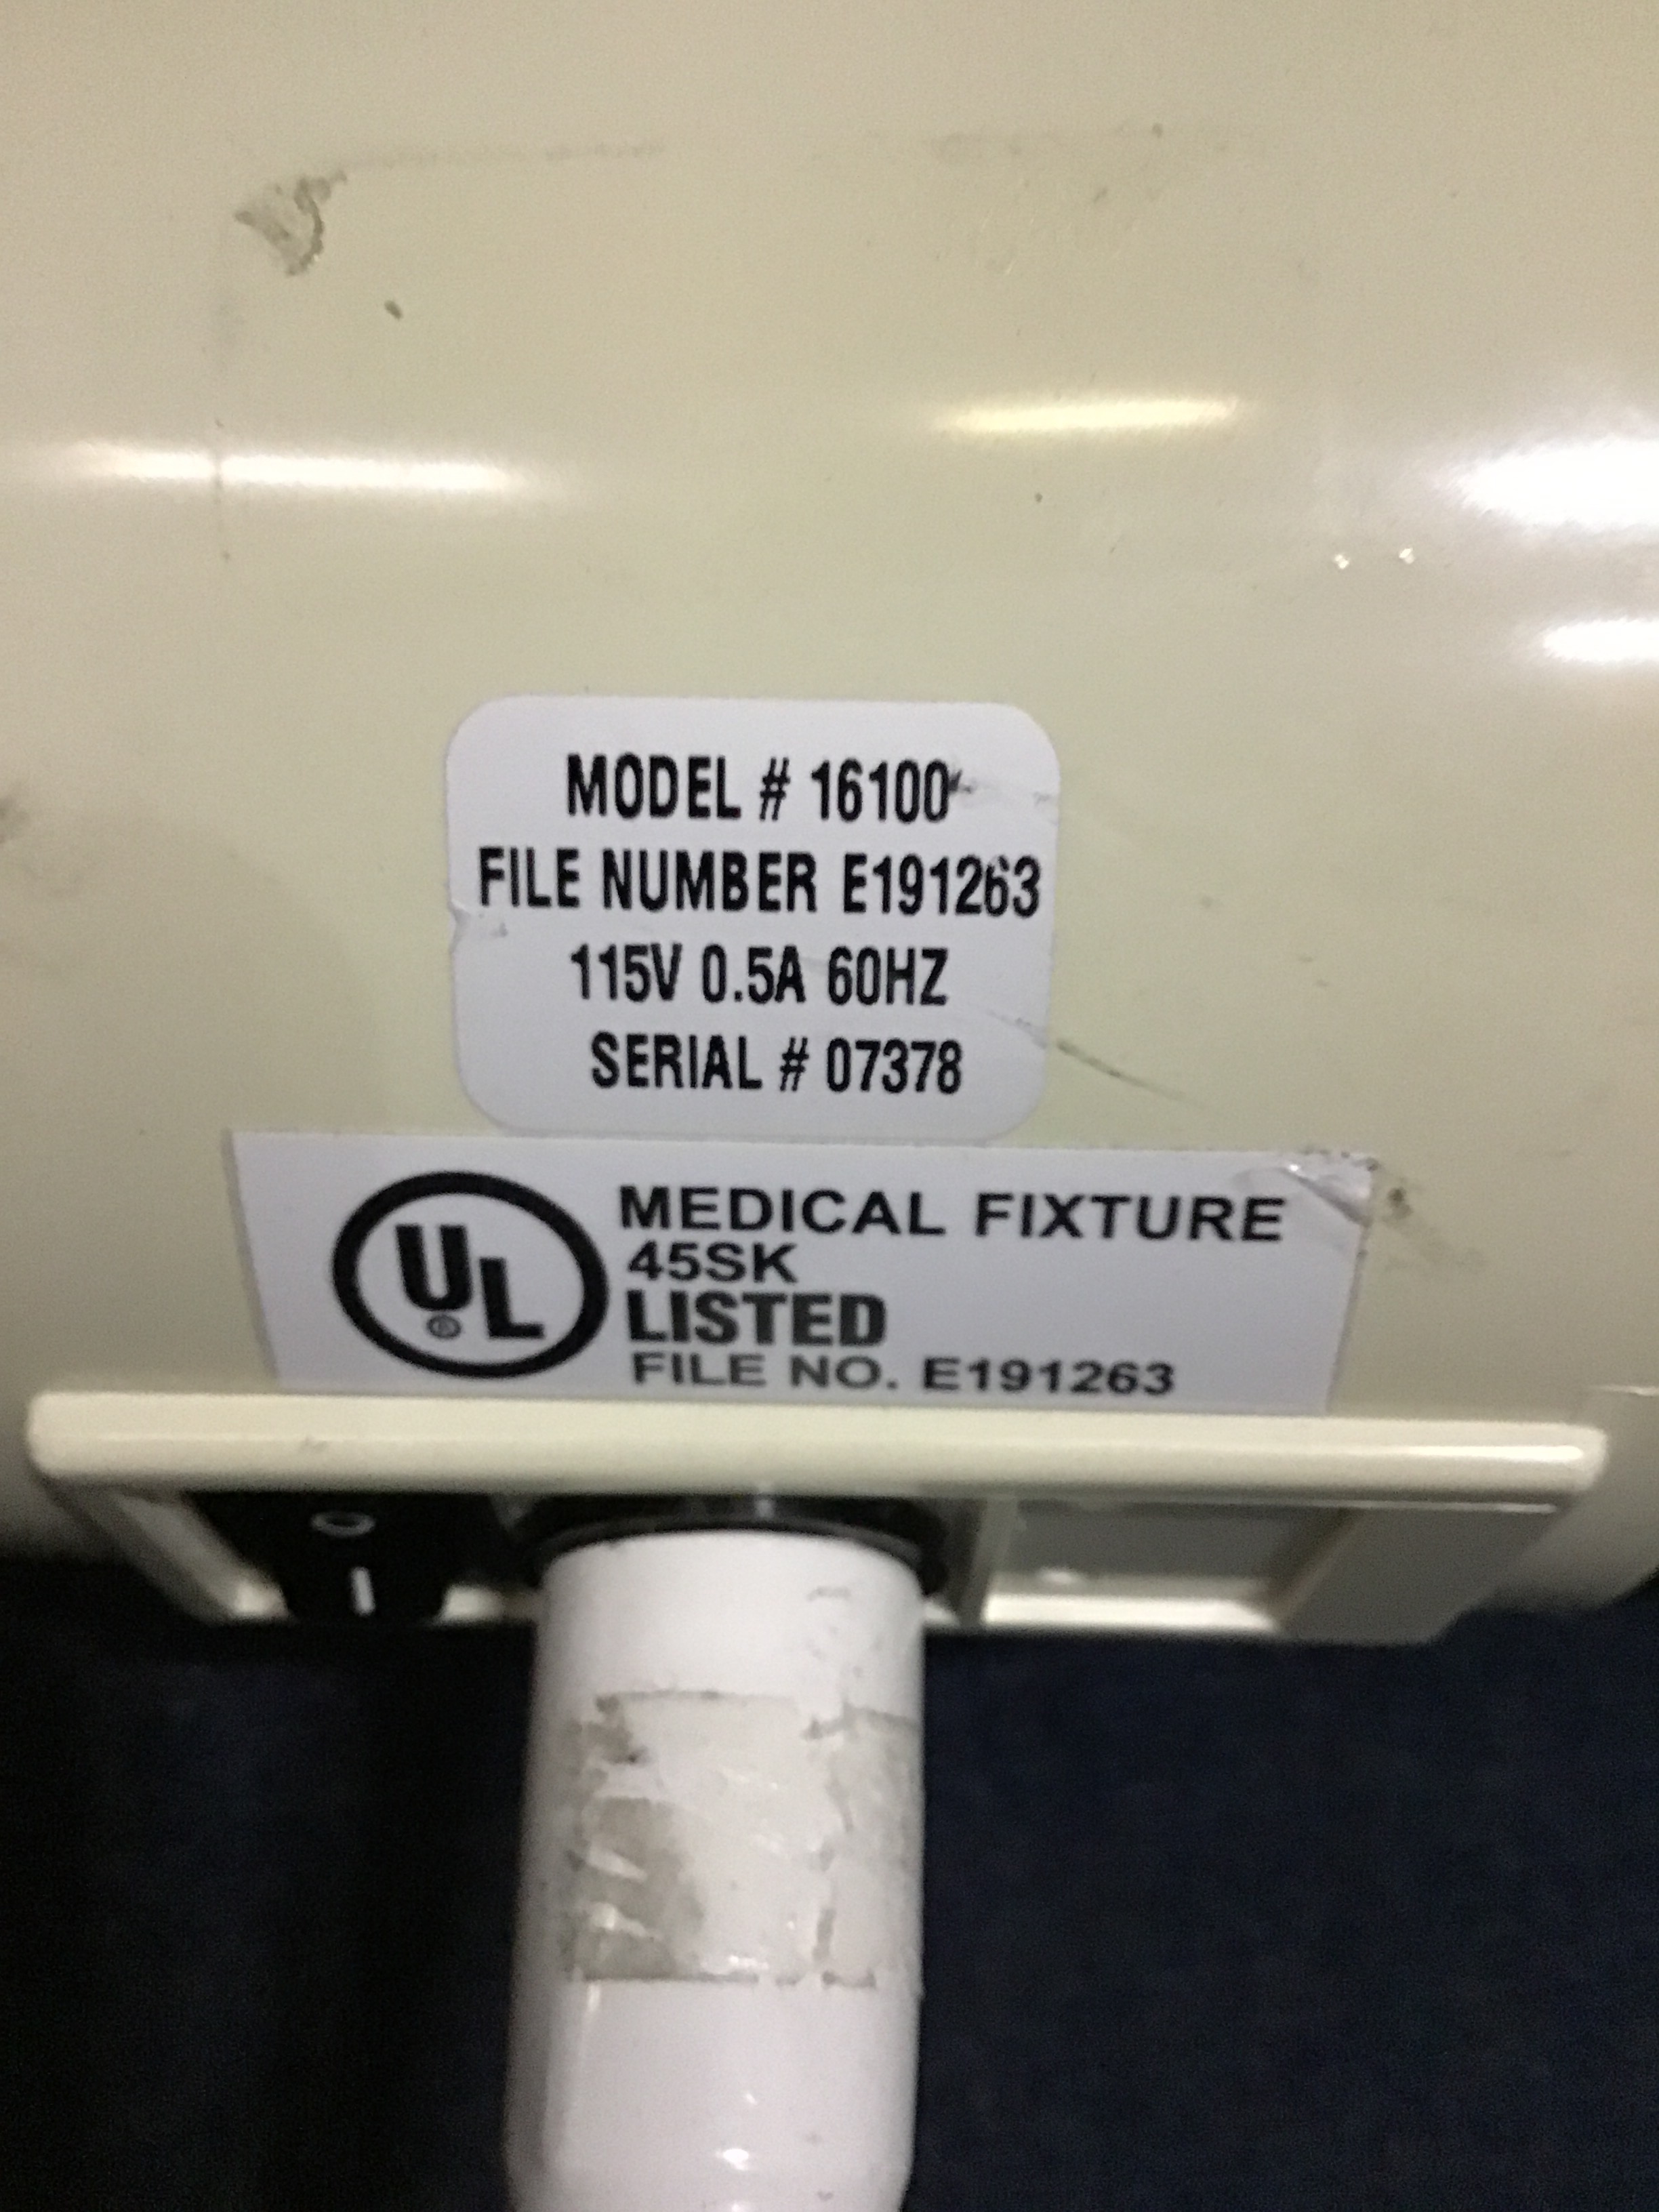 MODEL # 16100
FILE NUMBER E191263
115V 0.5A 60HZ
SERIAL # 07378
UL ®
MEDICAL FIXTURE
45SK
LISTED
FILE NO. E191263
O
I